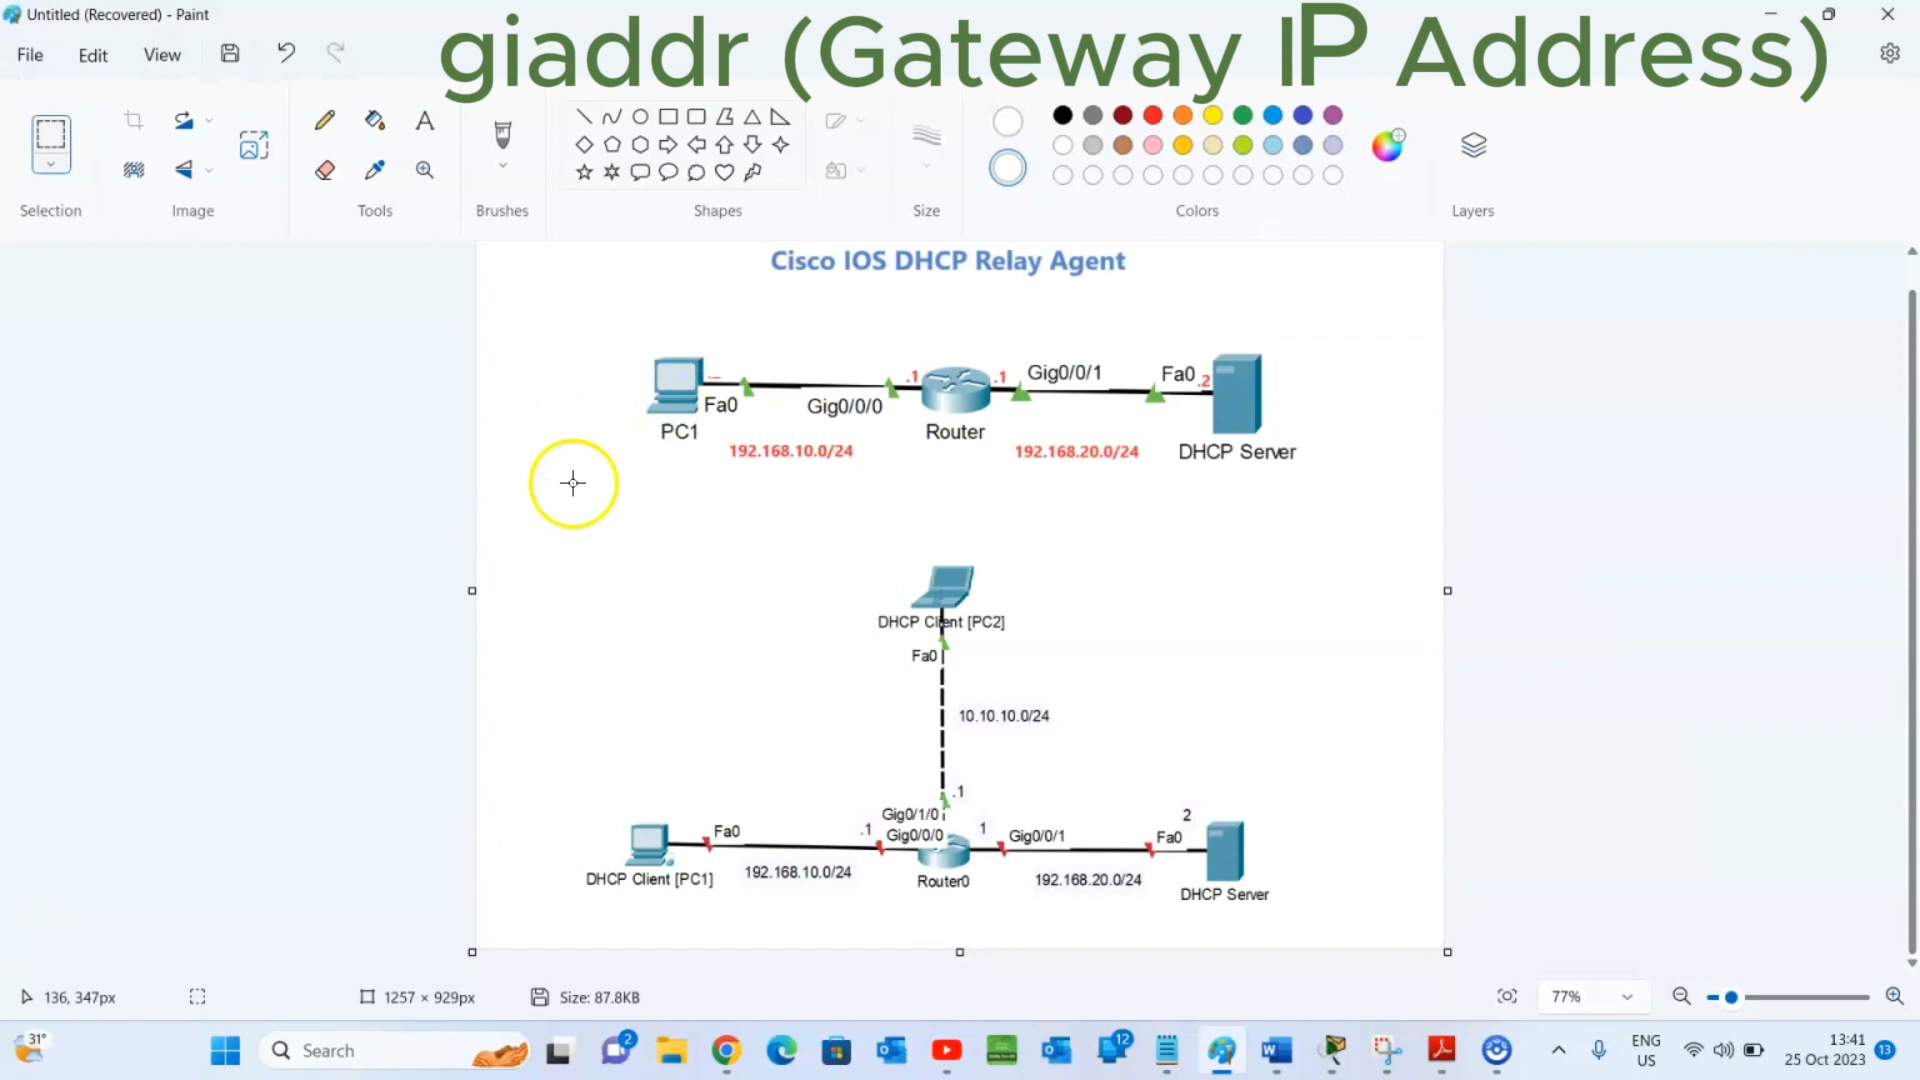 Untitled (Recovered) - Paint
giaddr (Gateway IP Address)
File Edit View
Selection Image Tools Brushes Shapes Size Colors Layers
Cisco IOS DHCP Relay Agent
.1 .1 Gig0/0/1 Fa0 .2
Fa0 Gig0/0/0
PC1 Router
192.168.10.0/24 192.168.20.0/24 DHCP Server
DHCP Client [PC2]
Fa0
10.10.10.0/24
.1
Gig0/1/0 2
Fa0 .1 Gig0/0/0 1 Gig0/0/1 Fa0
DHCP Client [PC1] 192.168.10.0/24 Router0 192.168.20.0/24
DHCP Server
136, 347px 1257 × 929px Size: 87.8KB 77%
31° Search 2 12 ENG 13:41
US 25 Oct 2023 13